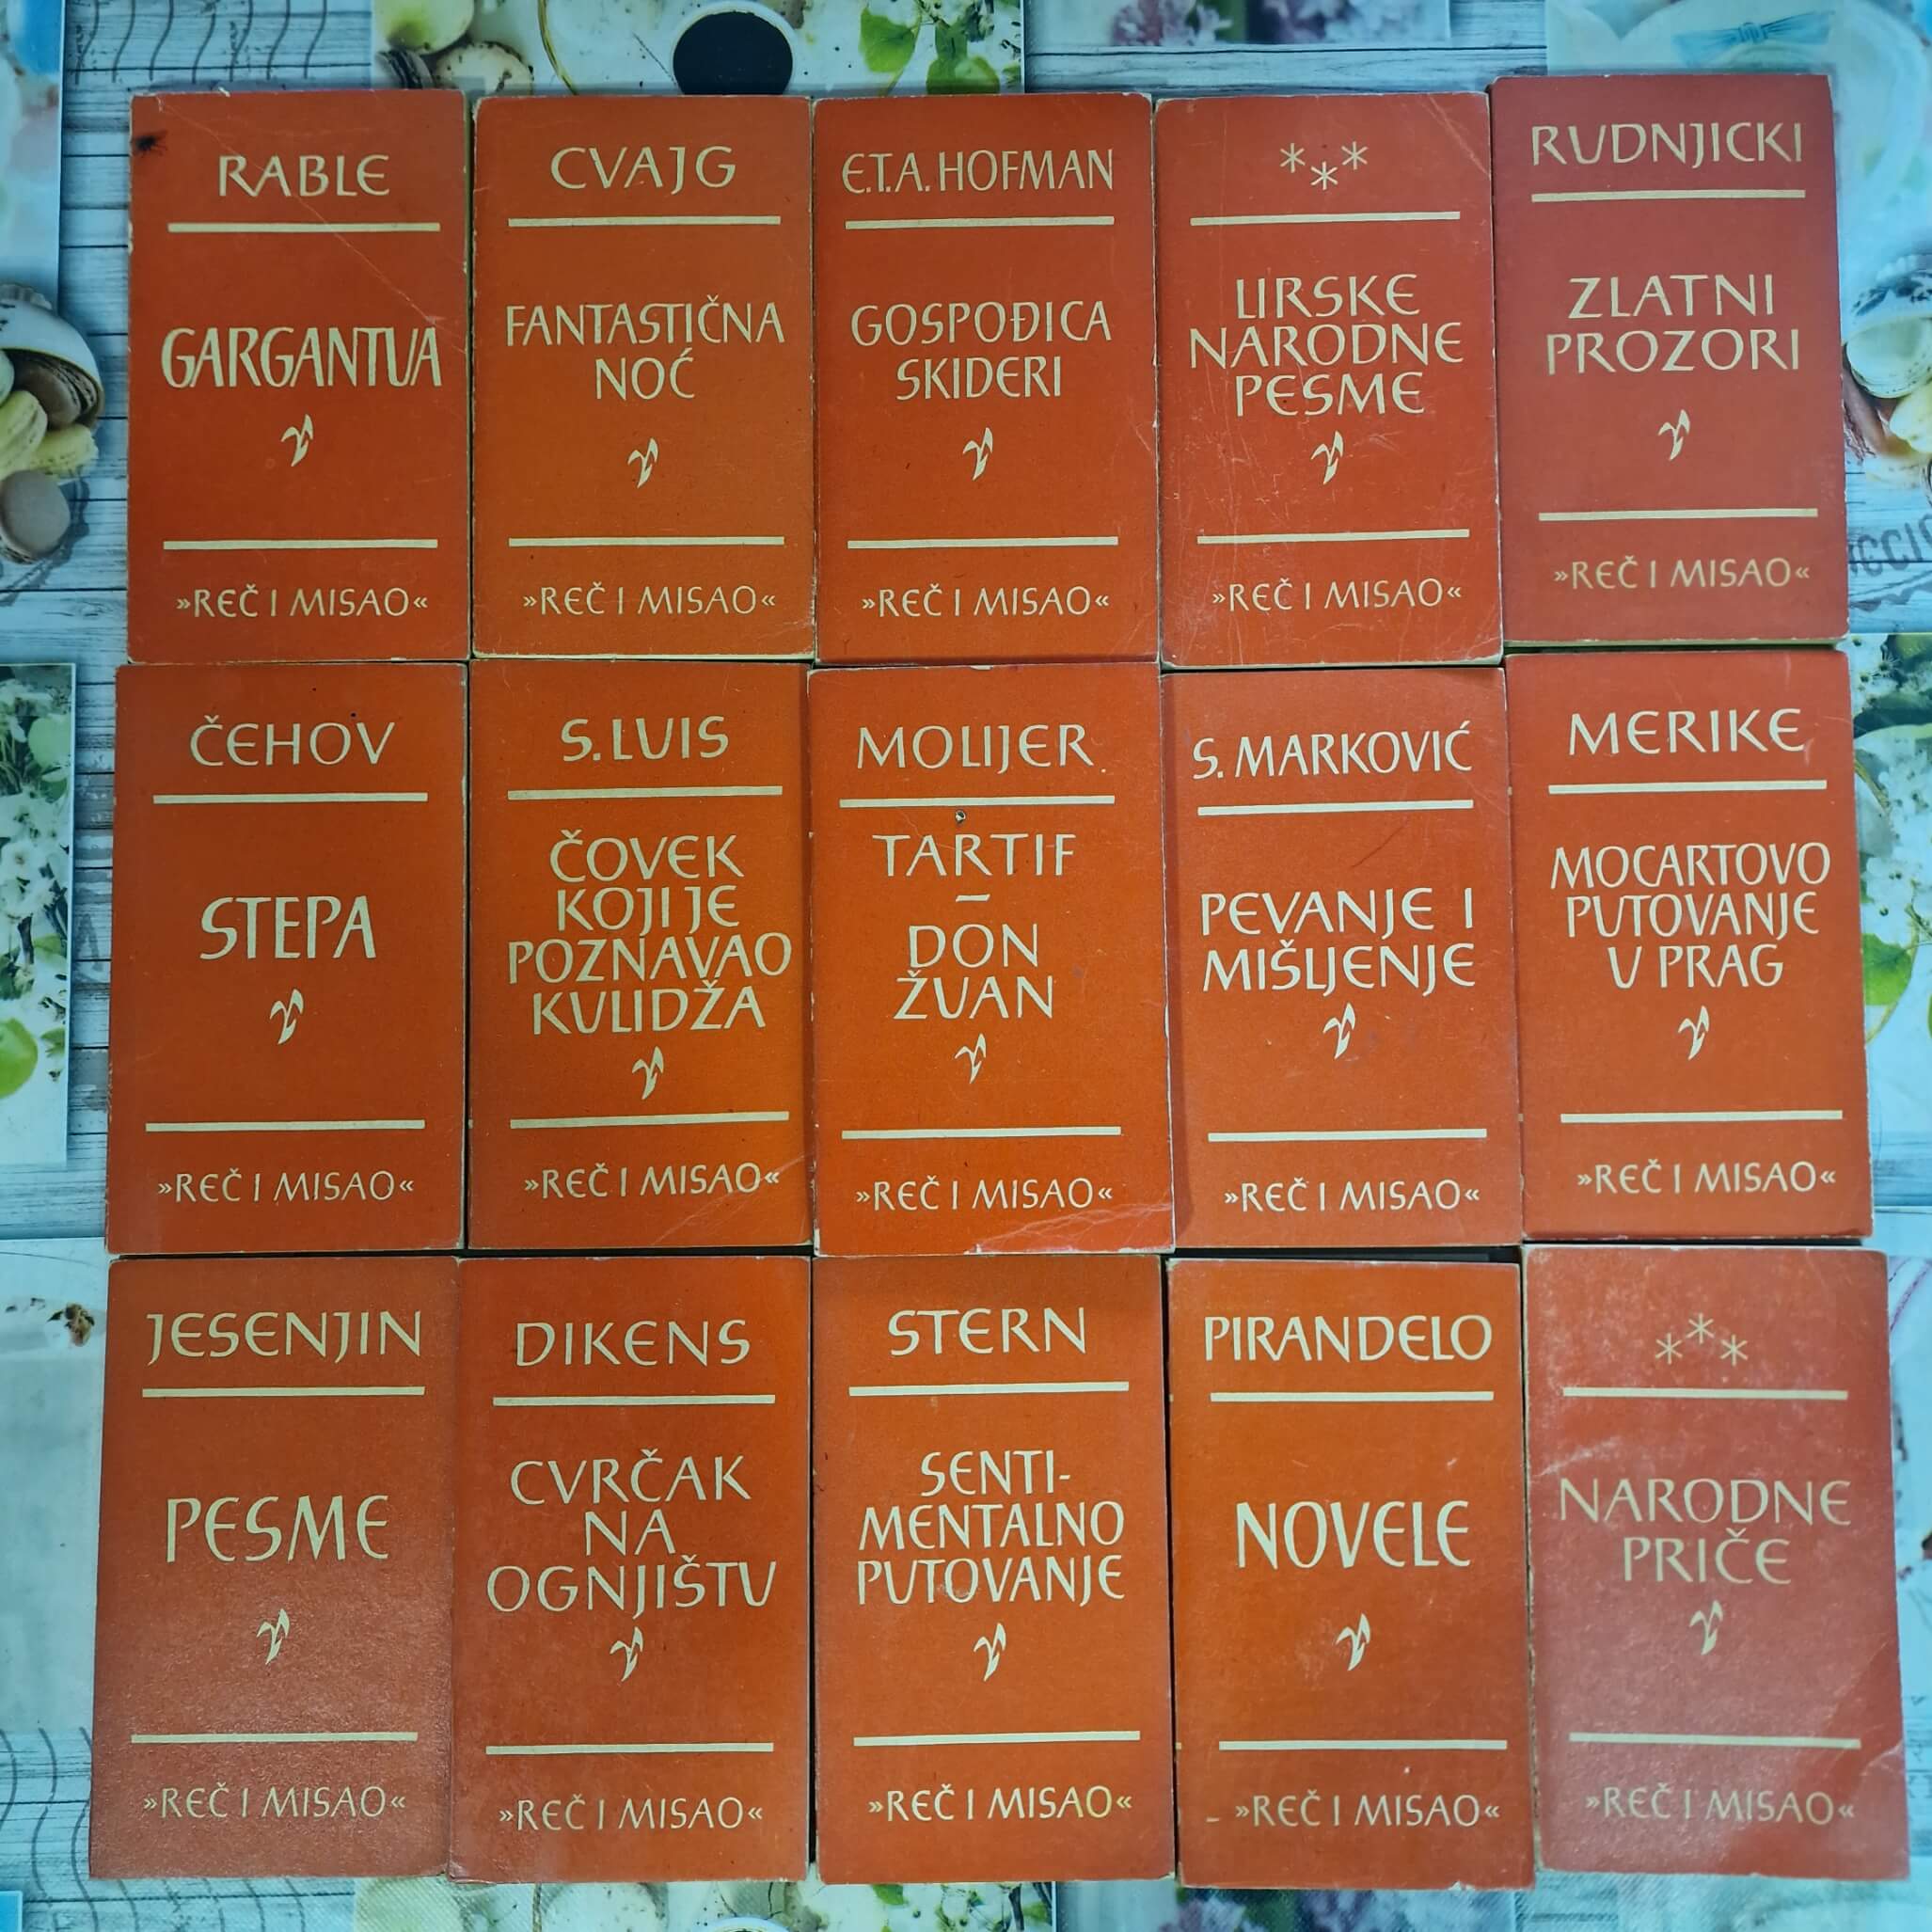 RABLE
GARGANTUA
»REČ I MISAO«
CVAJG
FANTASTIČNA
NOĆ
»REČ I MISAO«
E.T.A. HOFMAN
GOSPOĐICA
SKIDERI
»REČ I MISAO«
***
LIRSKE
NARODNE
PESME
»REČ I MISAO«
RUDNJICKI
ZLATNI
PROZORI
»REČ I MISAO«
ČEHOV
STEPA
»REČ I MISAO«
S. LUIS
ČOVEK
KOJI JE
POZNAVAO
KULIDŽA
»REČ I MISAO«
MOLIJER
TARTIF
–
DON
ŽUAN
»REČ I MISAO«
S. MARKOVIĆ
PEVANJE I
MIŠLJENJE
»REČ I MISAO«
MERIKE
MOCARTOVO
PUTOVANJE
U PRAG
»REČ I MISAO«
JESENJIN
PESME
»REČ I MISAO«
DIKENS
CVRČAK
NA
OGNJIŠTU
»REČ I MISAO«
STERN
SENTI-
MENTALNO
PUTOVANJE
»REČ I MISAO«
PIRANDELO
NOVELE
»REČ I MISAO«
***
NARODNE
PRIČE
»REČ I MISAO«